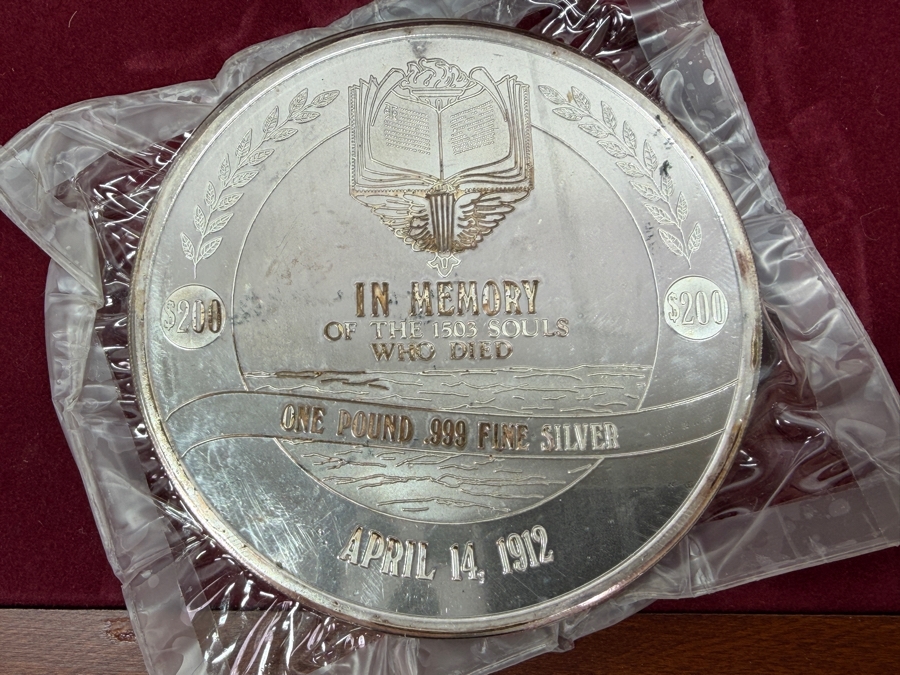 $200
$200
IN MEMORY
OF THE 1503 SOULS
WHO DIED
ONE POUND .999 FINE SILVER
APRIL 14, 1912